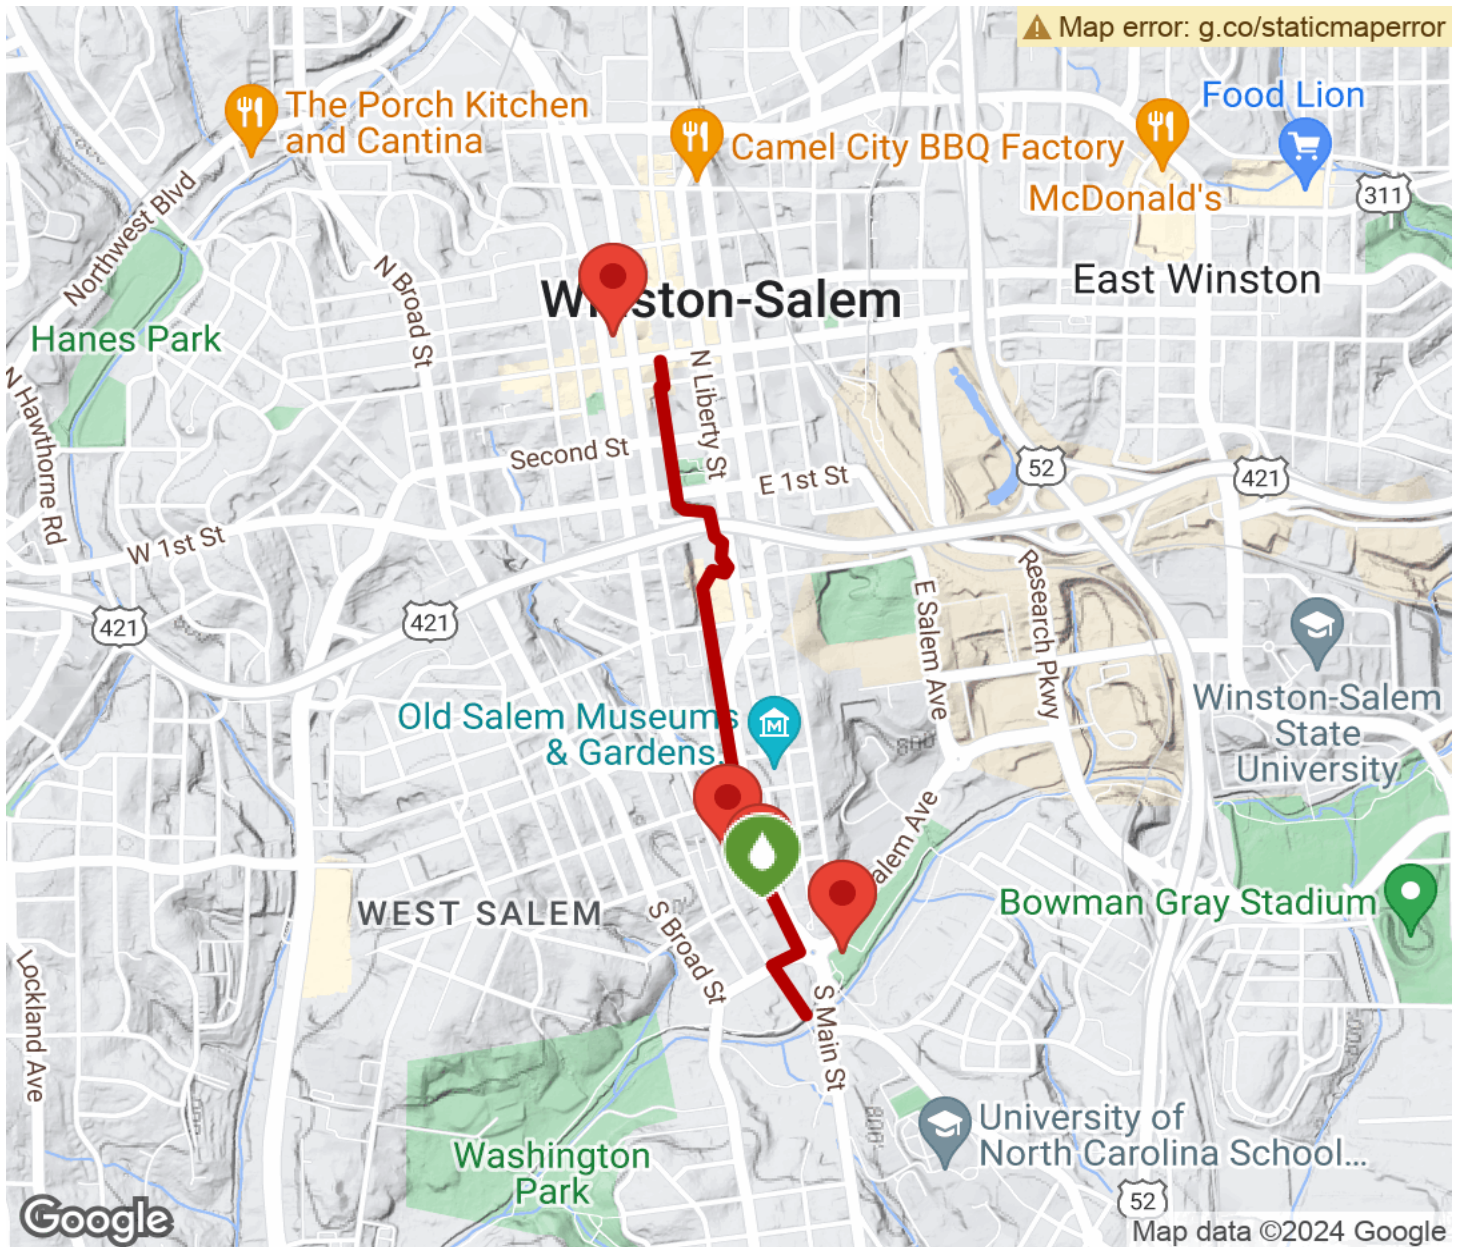 Map error: g.co/staticmaperror
Food Lion
The Porch Kitchen
and Cantina
Camel City BBQ Factory
McDonald's
311
Northwest Blvd
N Broad St
Winston-Salem
East Winston
Hanes Park
N Liberty St
N Hawthorne Rd
Second St
E 1st St
52
421
W 1st St
Research Pkwy
E Salem Ave
421
421
Winston-Salem
State
University
Old Salem Museums
& Gardens
alem Ave
Bowman Gray Stadium
WEST SALEM
S Broad St
Lockland Ave
S Main St
800
University of
North Carolina School...
Washington
Park
52
Google
Map data ©2024 Google